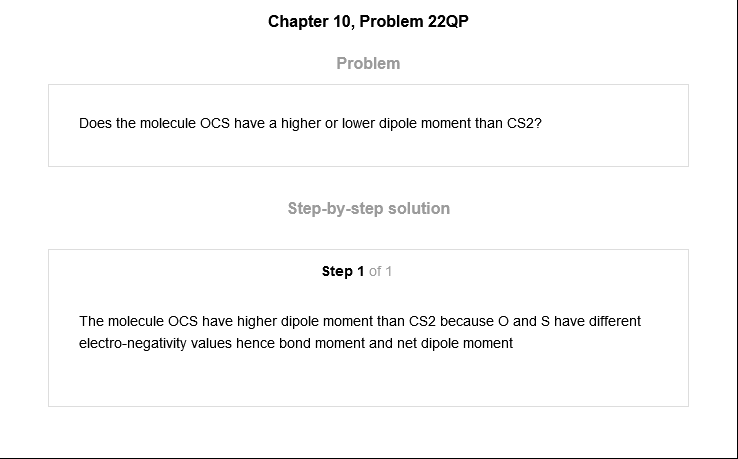 Chapter 10, Problem 22QP
Problem
Does the molecule OCS have a higher or lower dipole moment than CS2?
Step-by-step solution
Step 1 of 1
The molecule OCS have higher dipole moment than CS2 because O and S have different
electro-negativity values hence bond moment and net dipole moment